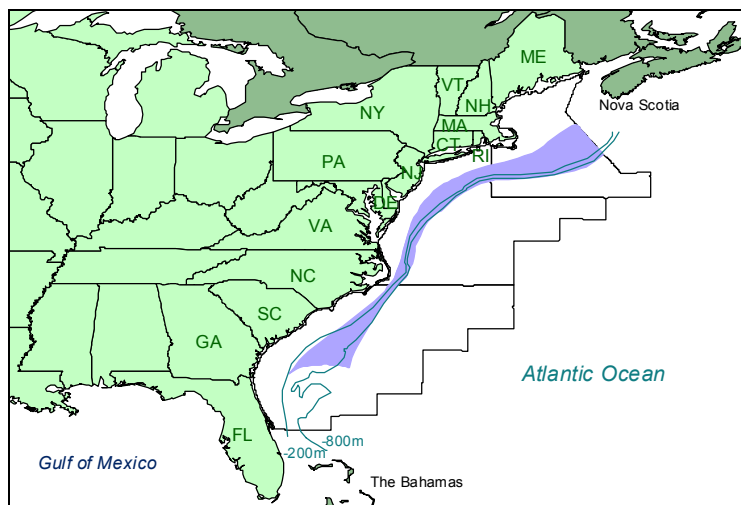 ME
VT
NH
Nova Scotia
NY
MA
CT
RI
PA
NJ
DE
VA
NC
SC
GA
Atlantic Ocean
FL
-800m
-200m
Gulf of Mexico
The Bahamas